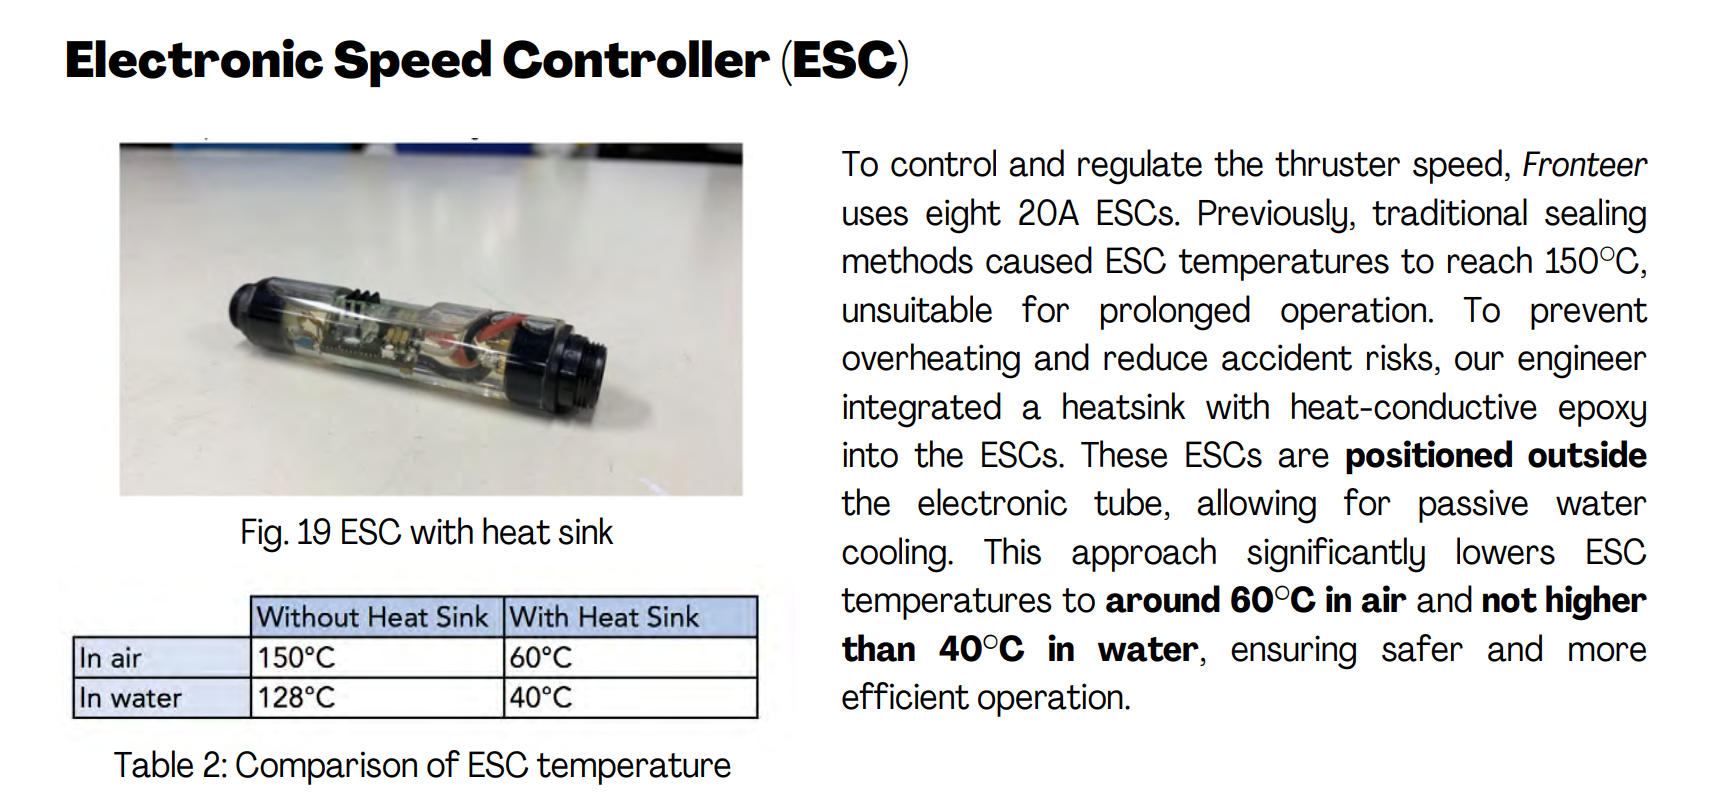 Electronic Speed Controller (ESC)
Fig. 19 ESC with heat sink
Without Heat Sink With Heat Sink
In air 150°C 60°C
In water 128°C 40°C
Table 2: Comparison of ESC temperature
To control and regulate the thruster speed, Fronteer
uses eight 20A ESCs. Previously, traditional sealing
methods caused ESC temperatures to reach 150°C,
unsuitable for prolonged operation. To prevent
overheating and reduce accident risks, our engineer
integrated a heatsink with heat-conductive epoxy
into the ESCs. These ESCs are positioned outside
the electronic tube, allowing for passive water
cooling. This approach significantly lowers ESC
temperatures to around 60°C in air and not higher
than 40°C in water, ensuring safer and more
efficient operation.